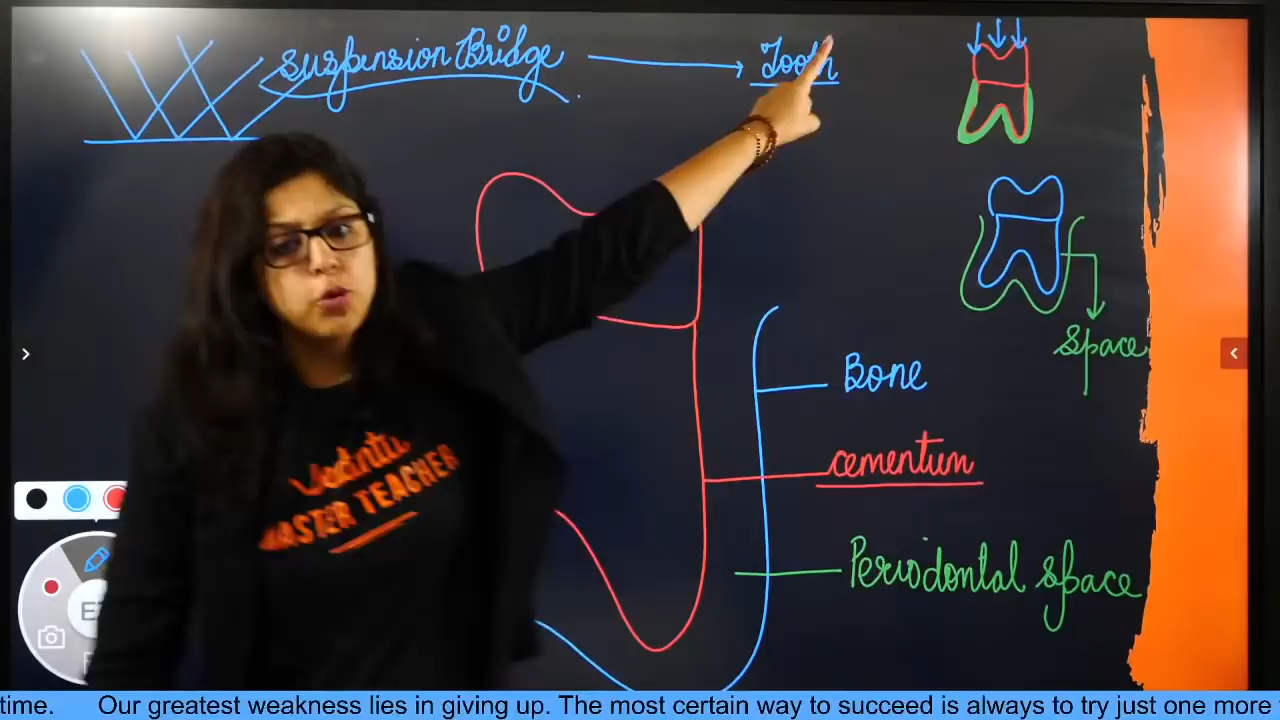 suspension Bridge
Tooth
Space
Bone
cementum
Periodontal space
Vedantu
MASTER TEACHER
time. Our greatest weakness lies in giving up. The most certain way to succeed is always to try just one more